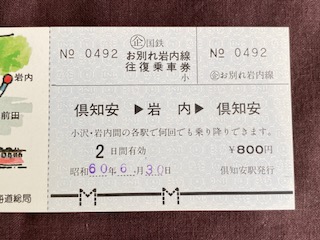 岩内
前田
海道総局
№ 0492
企 国鉄
お別れ岩内線
往復乗車券
小
№ 0492
企 お別れ岩内線
倶知安 ▶ 岩内 ▶ 倶知安
小沢・岩内間の各駅で何回でも乗り降りできます。
2日間有効
¥800円
昭和60年6月30日
倶知安駅発行